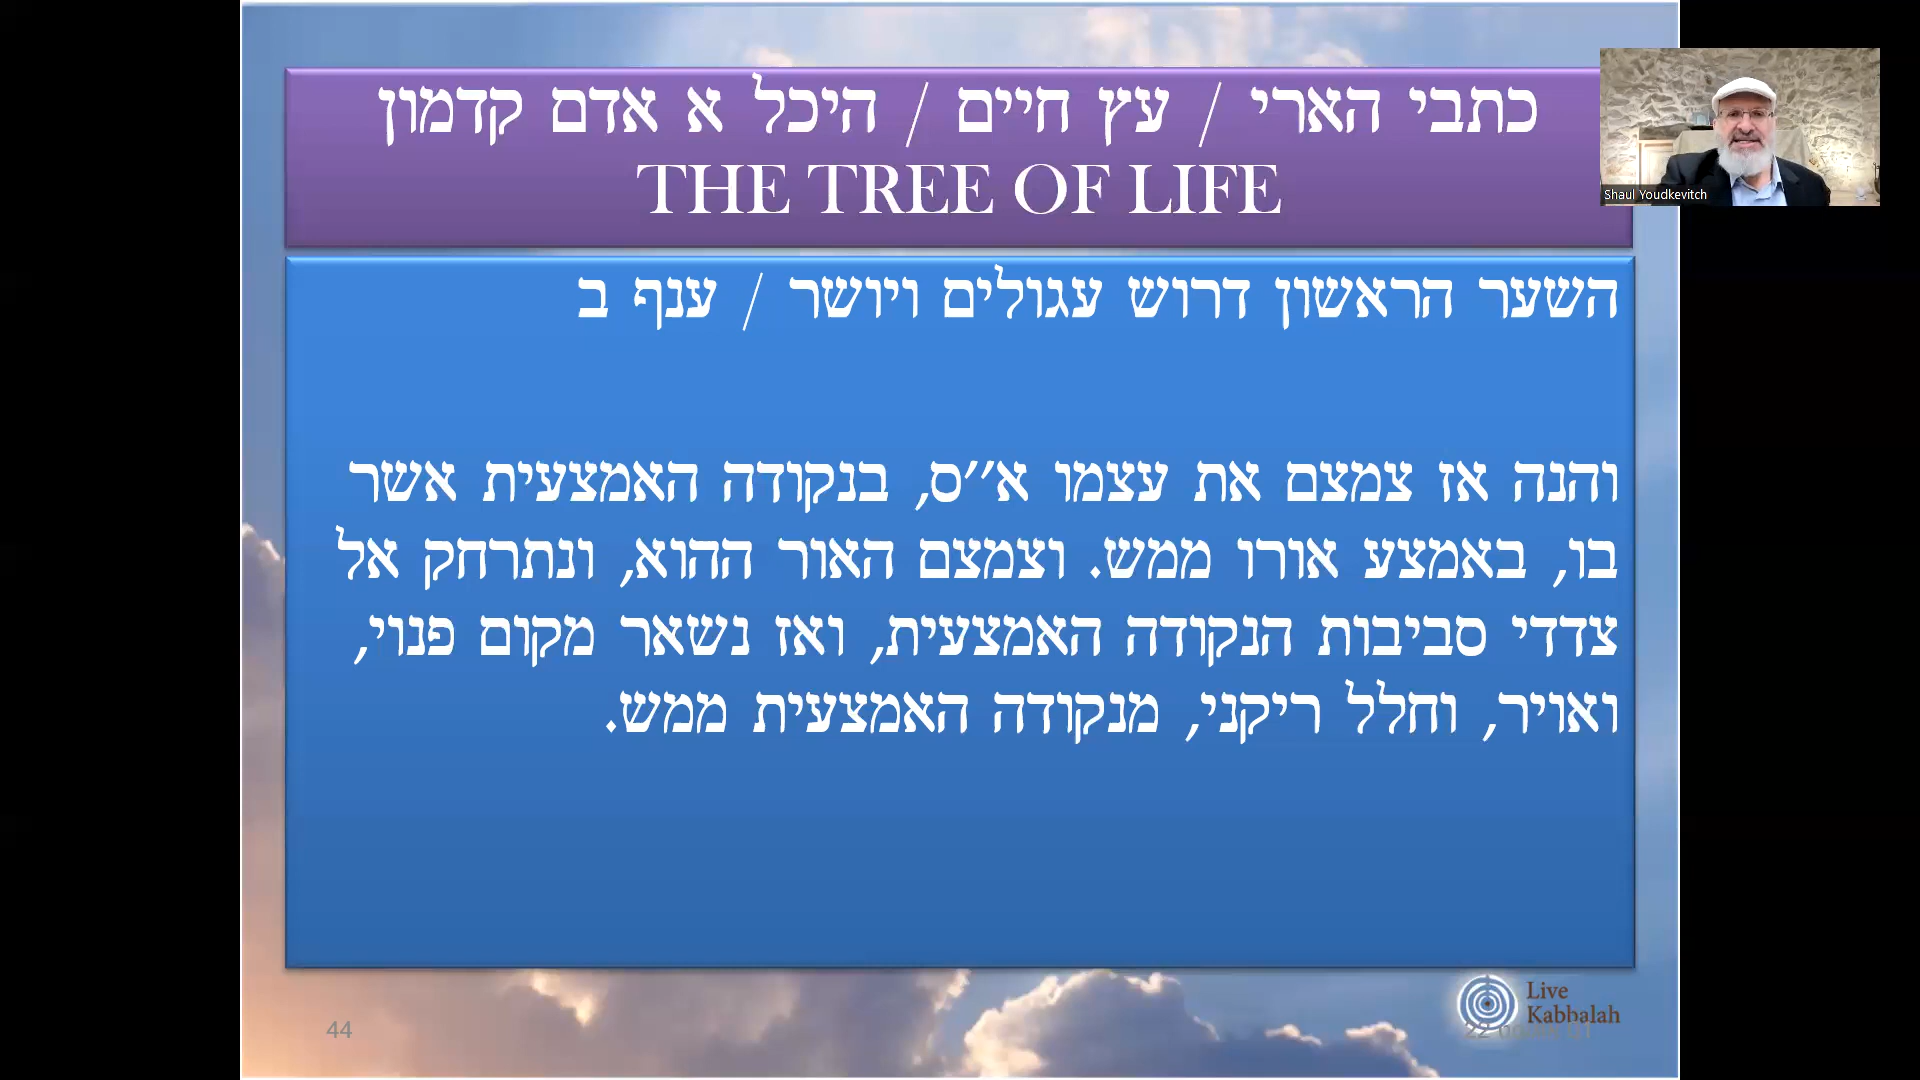 כתבי הארי / עץ חיים / היכל א אדם קדמון
THE TREE OF LIFE
Shaul Youdkevitch
השער הראשון דרוש עגולים ויושר / ענף ב
והנה אז צמצם את עצמו א''ס, בנקודה האמצעית אשר
בו, באמצע אורו ממש. וצמצם האור ההוא, ונתרחק אל
צדדי סביבות הנקודה האמצעית, ואז נשאר מקום פנוי,
ואויר, וחלל ריקני, מנקודה האמצעית ממש.
Live
Kabbalah
44
22